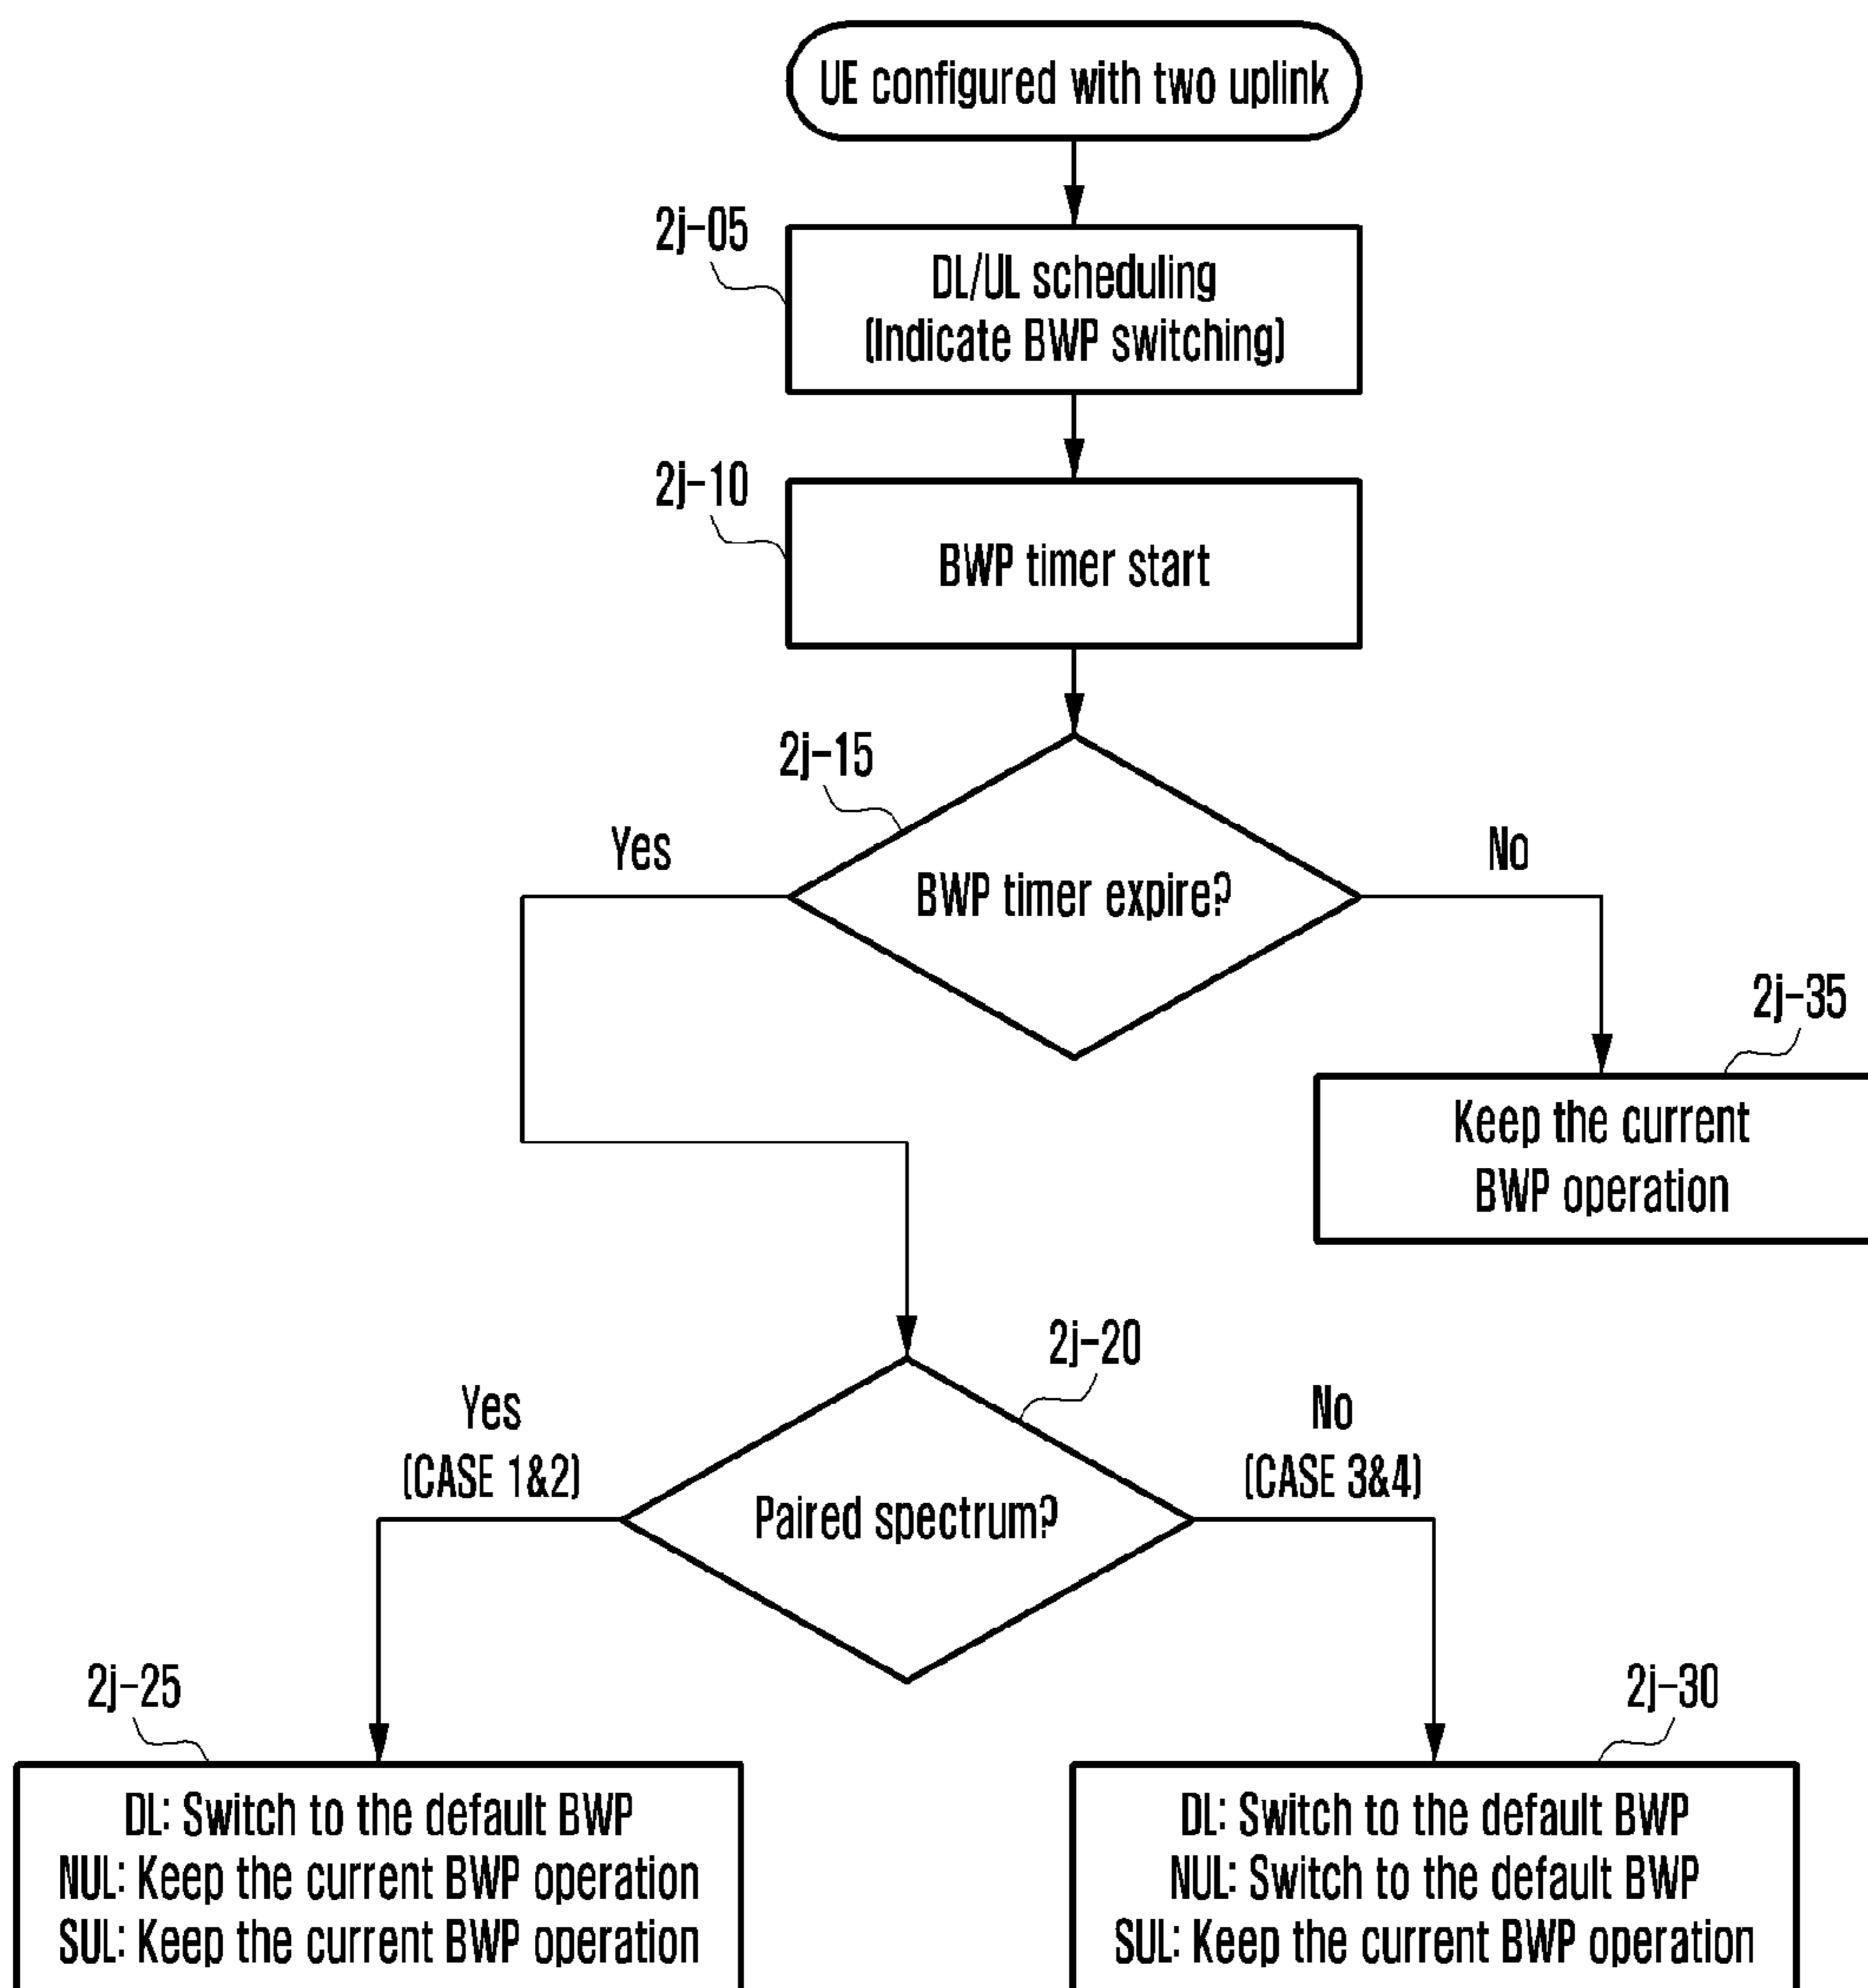 UE configured with two uplink
2j-05
DL/UL scheduling
(Indicate BWP switching)
2j-10
BWP timer start
2j-15
Yes
No
BWP timer expire?
2j-35
Keep the current
BWP operation
2j-20
Yes
(CASE 1&2)
No
(CASE 3&4)
Paired spectrum?
2j-25
2j-30
DL: Switch to the default BWP
NUL: Keep the current BWP operation
SUL: Keep the current BWP operation
DL: Switch to the default BWP
NUL: Switch to the default BWP
SUL: Keep the current BWP operation